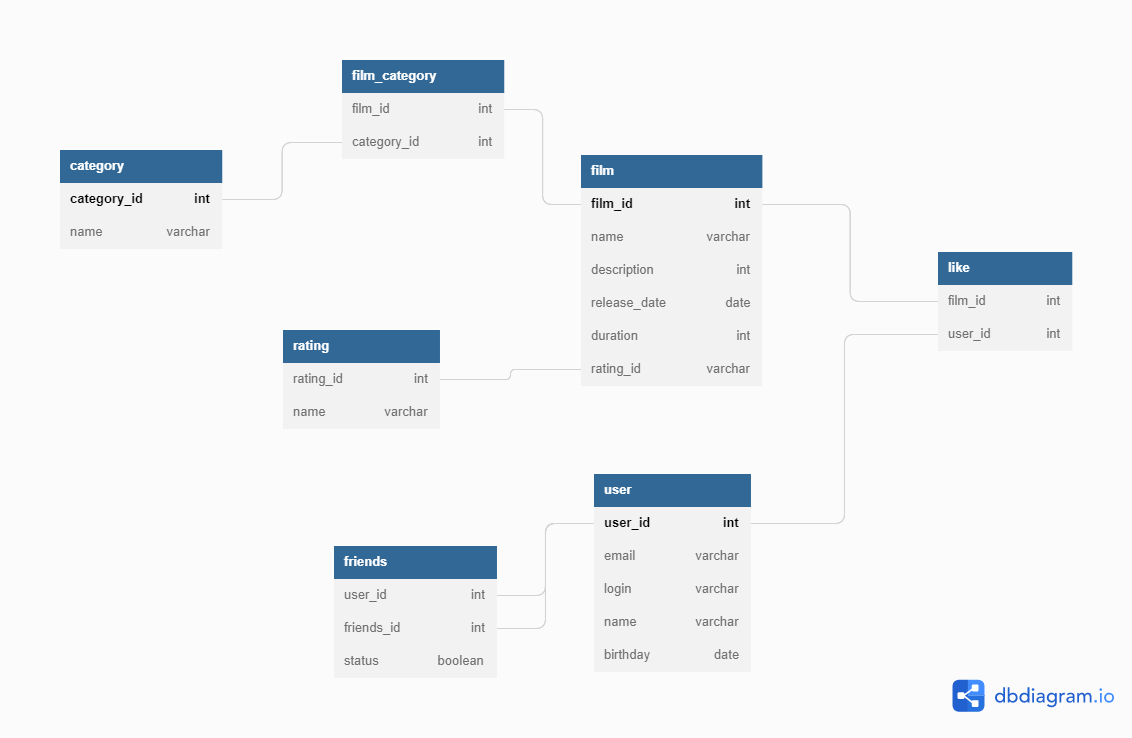 film_category
film_id int
category_id int
category
category_id int
name varchar
film
film_id int
name varchar
description int
release_date date
duration int
rating_id varchar
like
film_id int
user_id int
rating
rating_id int
name varchar
user
user_id int
email varchar
login varchar
name varchar
birthday date
friends
user_id int
friends_id int
status boolean
dbdiagram.io